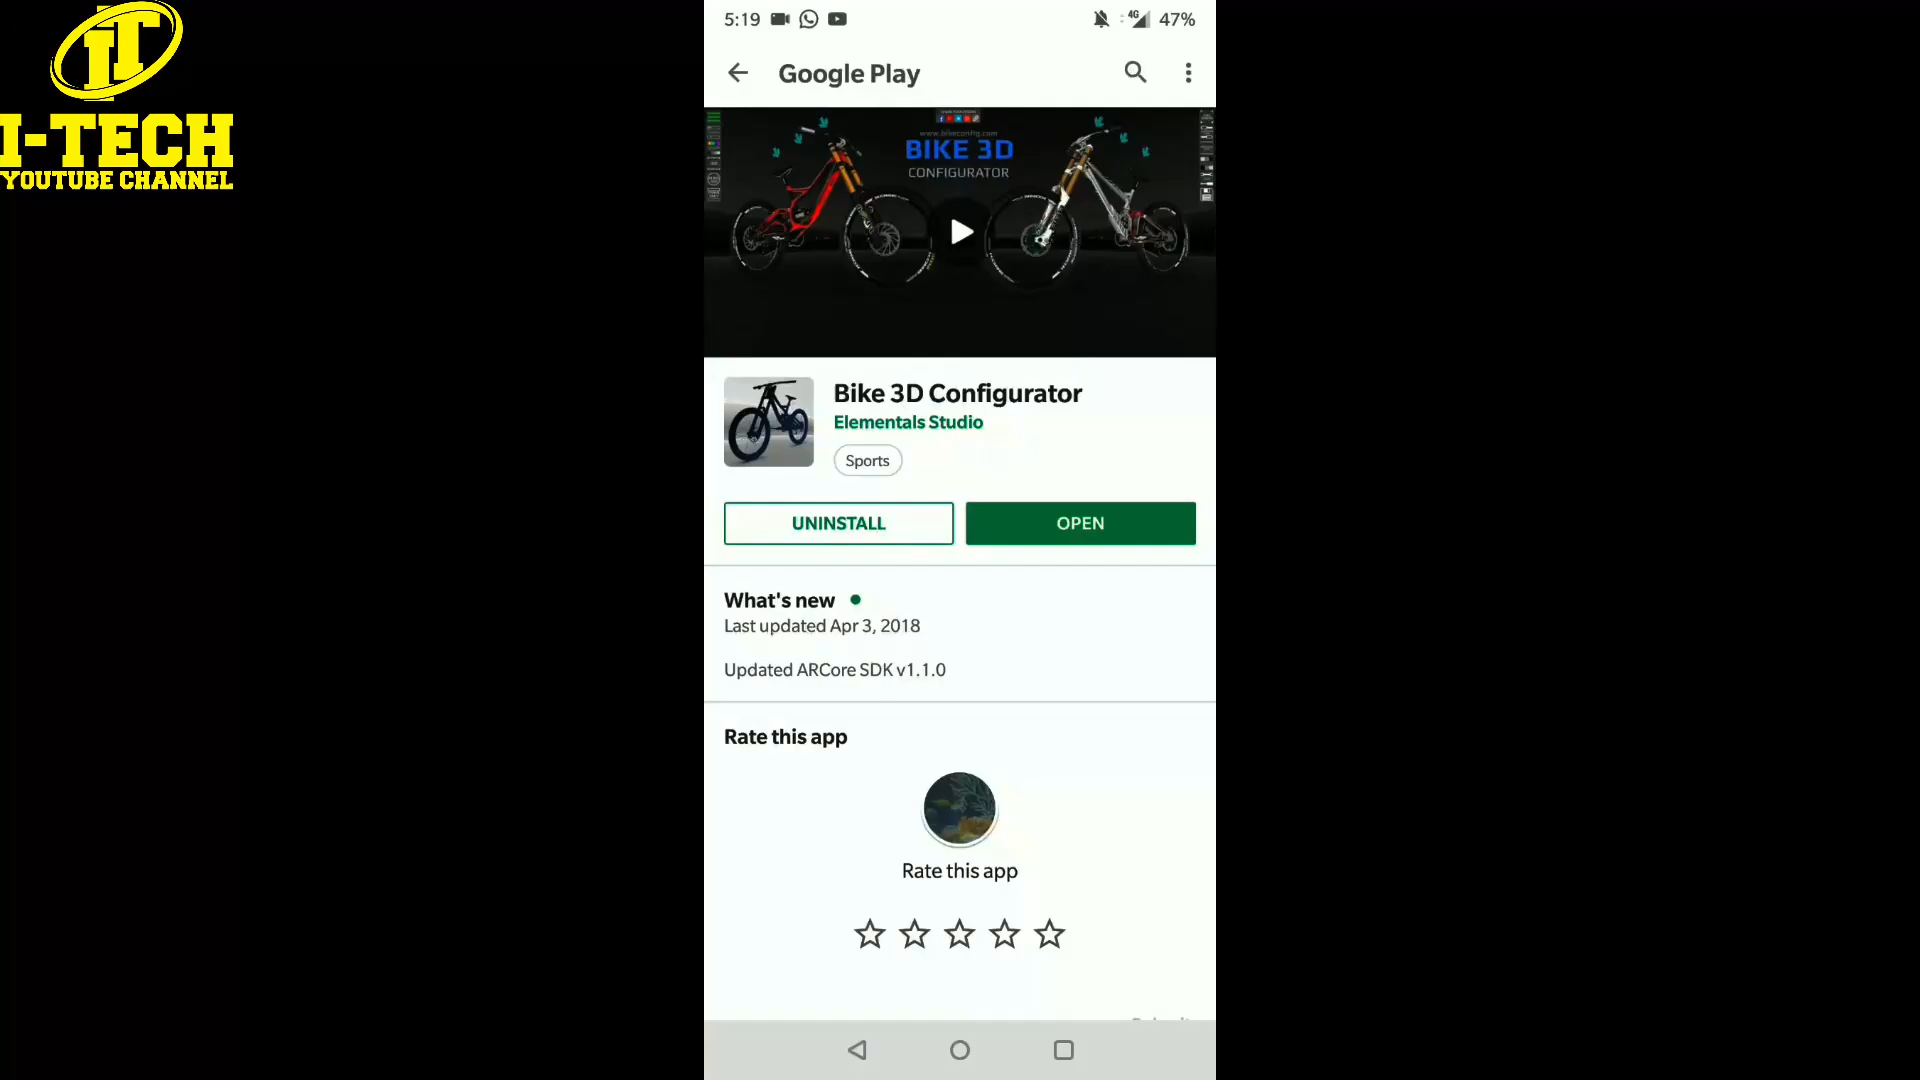 IT
I-TECH
YOUTUBE CHANNEL
5:19
4G 47%
Google Play
www.bikeconfig.com
BIKE 3D
CONFIGURATOR
Bike 3D Configurator
Elementals Studio
Sports
UNINSTALL OPEN
What's new
Last updated Apr 3, 2018
Updated ARCore SDK v1.1.0
Rate this app
Rate this app